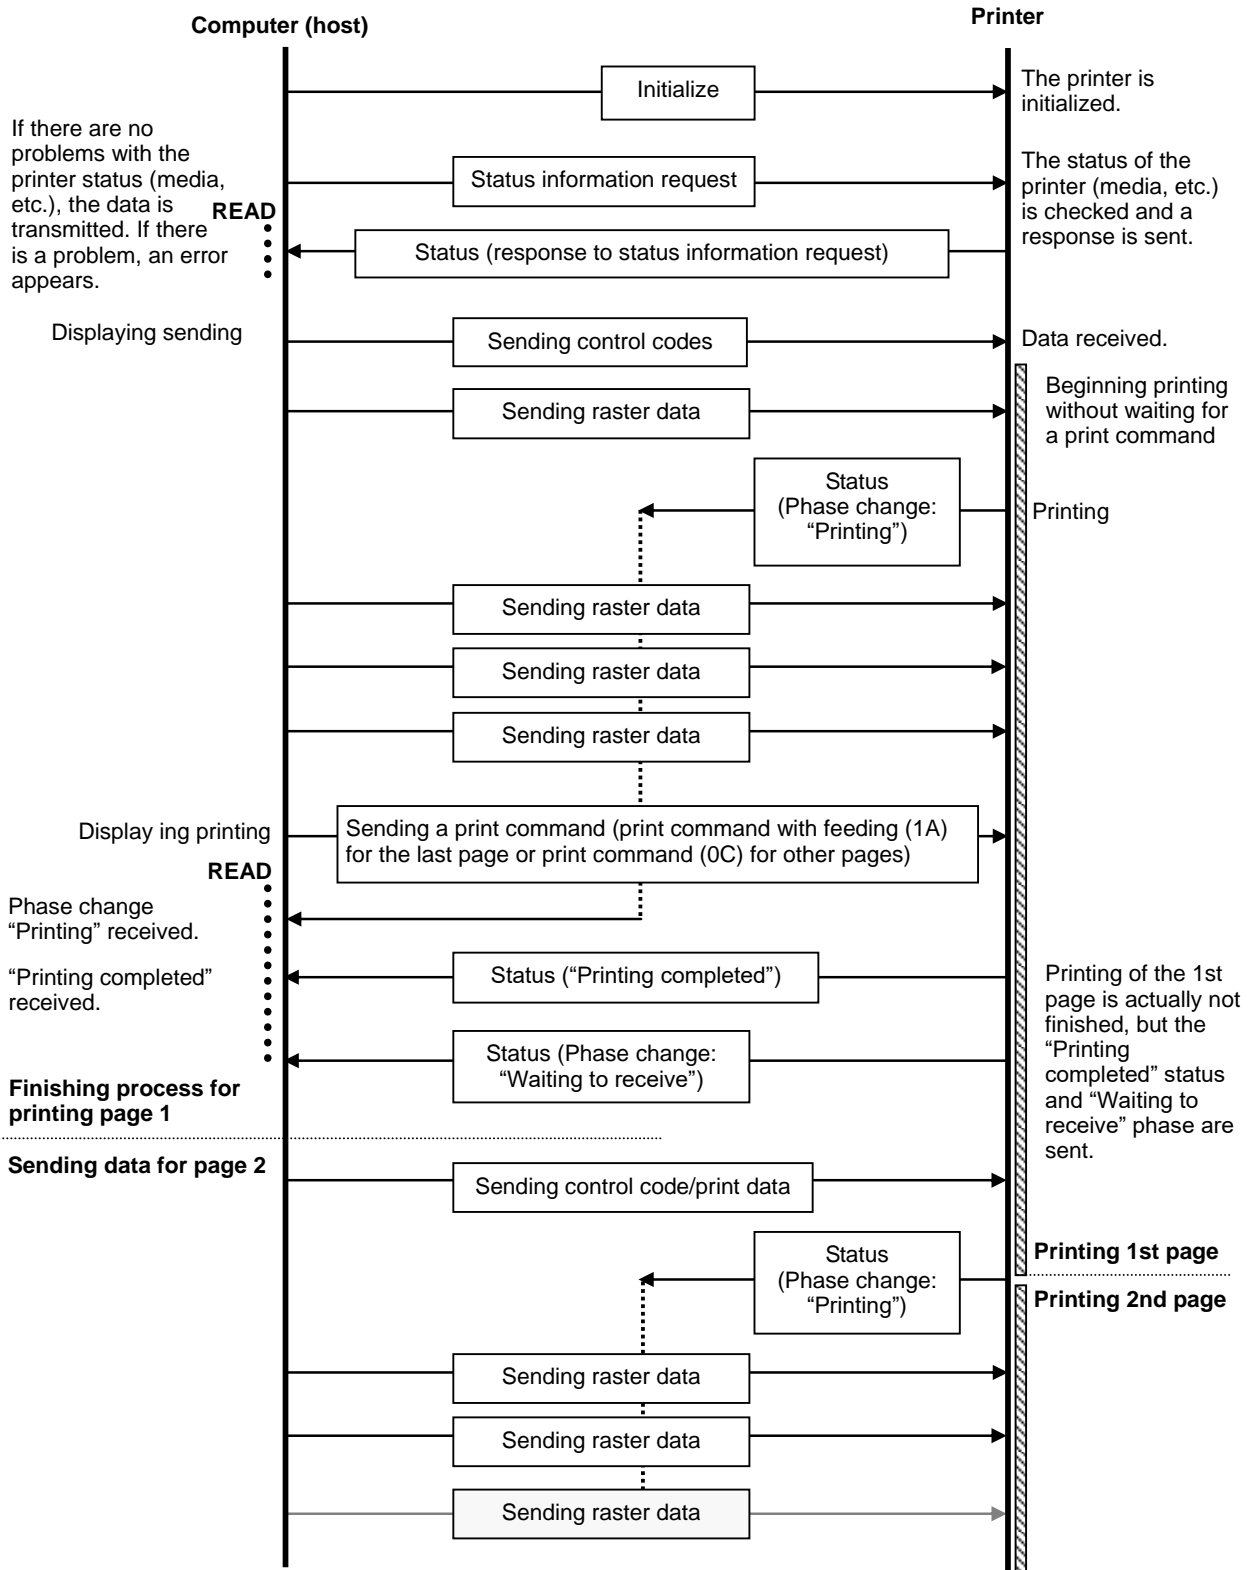 Computer (host)
Printer
Initialize
The printer is
initialized.
If there are no
problems with the
printer status (media,
etc.), the data is
transmitted. If there
is a problem, an error
appears.
READ
Status information request
The status of the
printer (media, etc.)
is checked and a
response is sent.
Status (response to status information request)
Displaying sending
Sending control codes
Data received.
Sending raster data
Beginning printing
without waiting for
a print command
Status
(Phase change:
“Printing”)
Printing
Sending raster data
Sending raster data
Sending raster data
Display ing printing
Sending a print command (print command with feeding (1A)
for the last page or print command (0C) for other pages)
READ
Phase change
“Printing” received.
“Printing completed”
received.
Status (“Printing completed”)
Status (Phase change:
“Waiting to receive”)
Printing of the 1st
page is actually not
finished, but the
“Printing
completed” status
and “Waiting to
receive” phase are
sent.
Finishing process for
printing page 1
Sending data for page 2
Sending control code/print data
Status
(Phase change:
“Printing”)
Printing 1st page
Printing 2nd page
Sending raster data
Sending raster data
Sending raster data